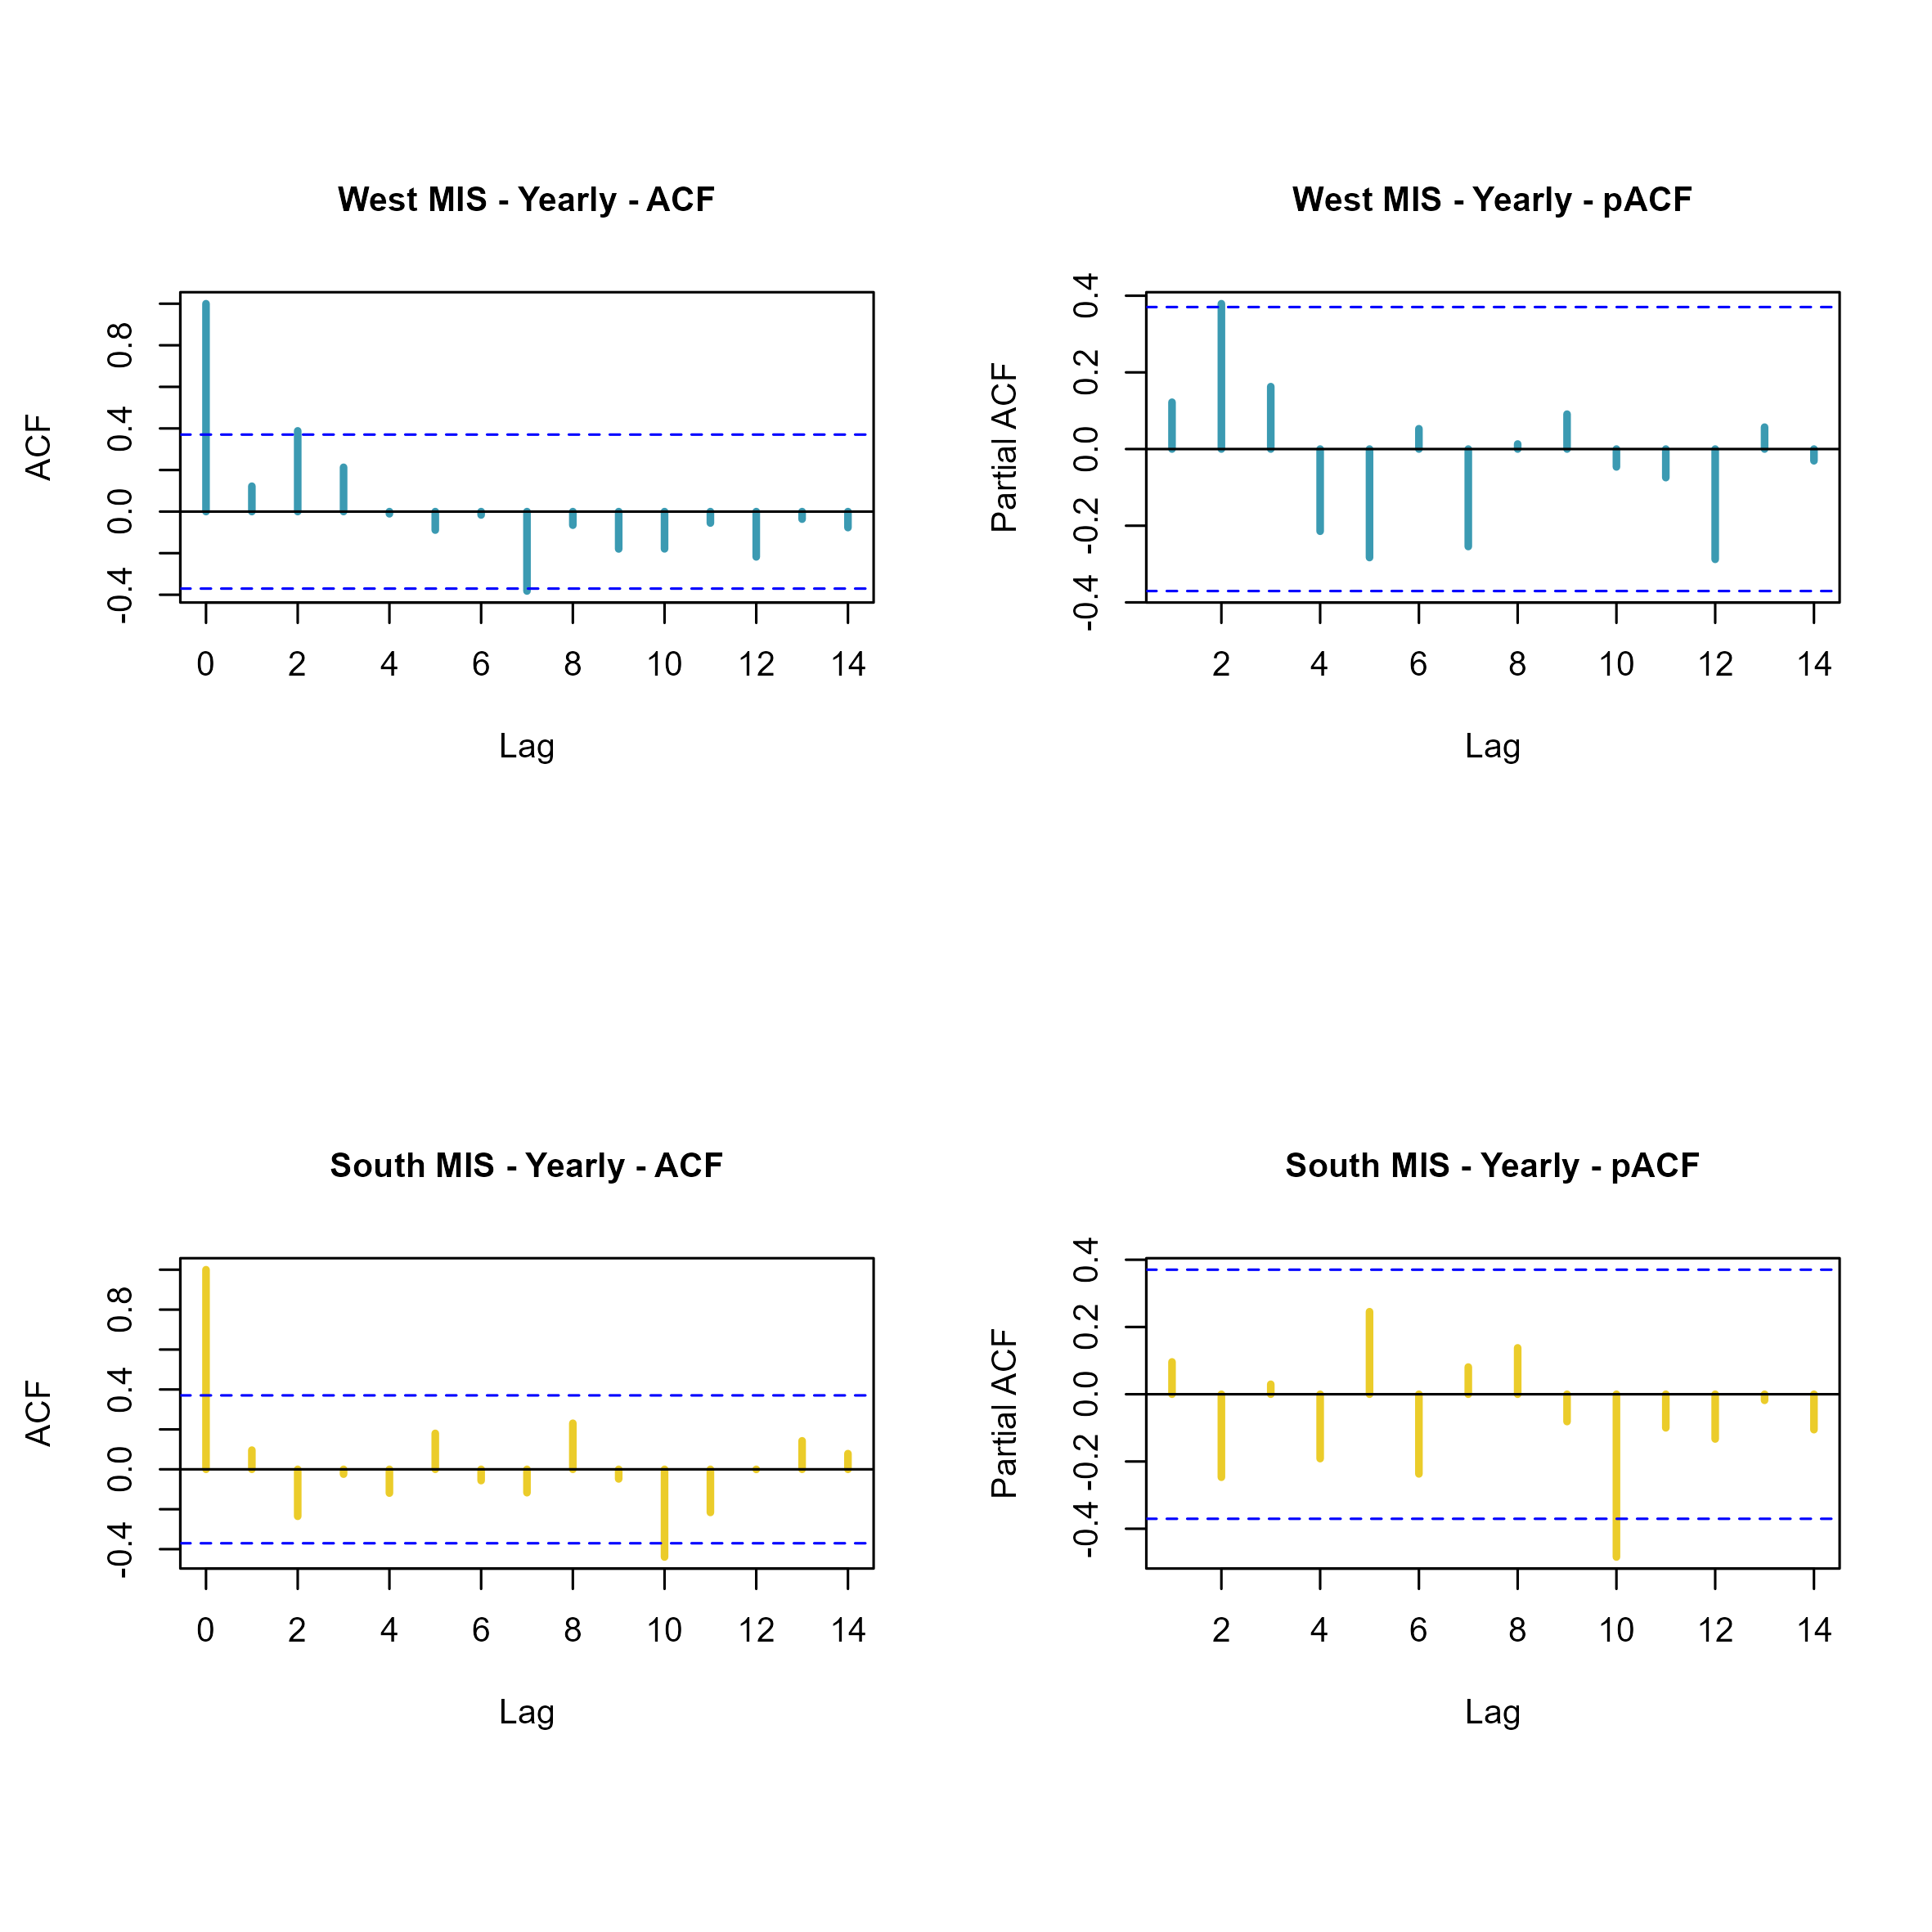 West MIS - Yearly - ACF
ACF
0.8
0.4
0.0
-0.4
0 2 4 6 8 10 12 14
Lag
West MIS - Yearly - pACF
Partial ACF
0.4
0.2
0.0
-0.2
-0.4
2 4 6 8 10 12 14
Lag
South MIS - Yearly - ACF
ACF
0.8
0.4
0.0
-0.4
0 2 4 6 8 10 12 14
Lag
South MIS - Yearly - pACF
Partial ACF
0.4
0.2
0.0
-0.2
-0.4
2 4 6 8 10 12 14
Lag